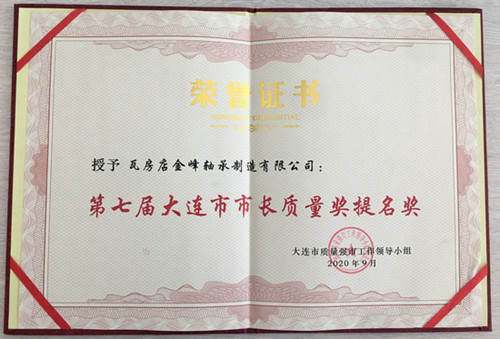 荣誉证书
授予 瓦房店金峰轴承制造有限公司：
第七届大连市市长质量奖提名奖
大连市质量强市工作领导小组
2020年9月